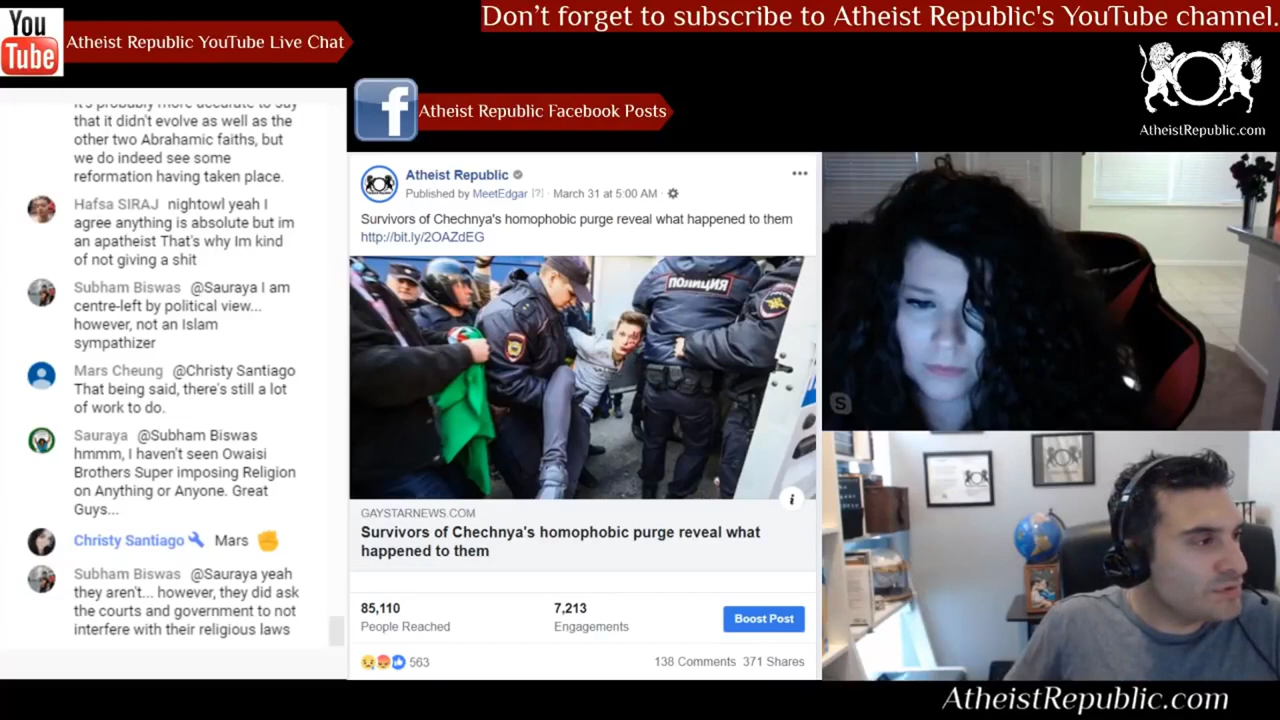 Don't forget to subscribe to Atheist Republic's YouTube channel.
You
Tube
Atheist Republic YouTube Live Chat
AtheistRepublic.com
f
Atheist Republic Facebook Posts
It's probably more accurate to say
that it didn't evolve as well as the
other two Abrahamic faiths, but
we do indeed see some
reformation having taken place.
Hafsa SIRAJ nightowl yeah I
agree anything is absolute but im
an apatheist That's why Im kind
of not giving a shit
Subham Biswas @Sauraya I am
centre-left by political view...
however, not an Islam
sympathizer
Mars Cheung @Christy Santiago
That being said, there's still a lot
of work to do.
Sauraya @Subham Biswas
hmmm, I haven't seen Owaisi
Brothers Super imposing Religion
on Anything or Anyone. Great
Guys...
Christy Santiago Mars ✊
Subham Biswas @Sauraya yeah
they aren't... however, they did ask
the courts and government to not
interfere with their religious laws
Atheist Republic
Published by MeetEdgar [?] · March 31 at 5:00 AM ·
Survivors of Chechnya's homophobic purge reveal what happened to them
http://bit.ly/2OAZdEG
ПОЛИЦИЯ
GAYSTARNEWS.COM
Survivors of Chechnya's homophobic purge reveal what
happened to them
85,110
People Reached
7,213
Engagements
Boost Post
563
138 Comments 371 Shares
S
AtheistRepublic.com